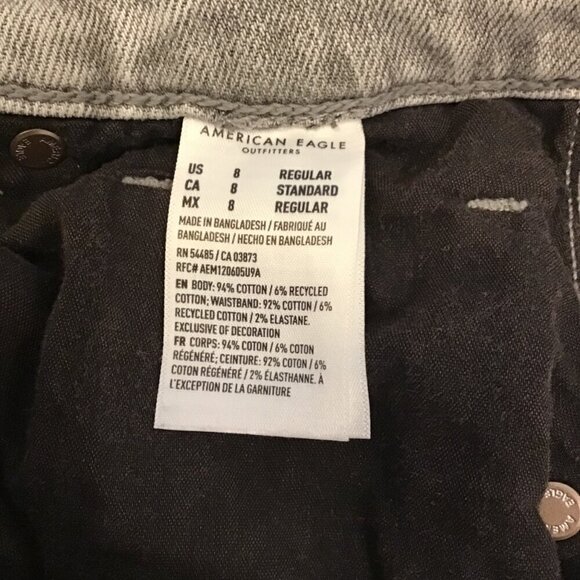 AMERICAN EAGLE
OUTFITTERS
US 8 REGULAR
CA 8 STANDARD
MX 8 REGULAR
MADE IN BANGLADESH / FABRIQUÉ AU
BANGLADESH / HECHO EN BANGLADESH
RN 54485 / CA 03873
RFC# AEM120605U9A
EN BODY: 94% COTTON / 6% RECYCLED
COTTON; WAISTBAND: 92% COTTON / 6%
RECYCLED COTTON / 2% ELASTANE.
EXCLUSIVE OF DECORATION
FR CORPS: 94% COTON / 6% COTON
RÉGÉNÉRÉ; CEINTURE: 92% COTON / 6%
COTON RÉGÉNÉRÉ / 2% ÉLASTHANNE. À
L'EXCEPTION DE LA GARNITURE